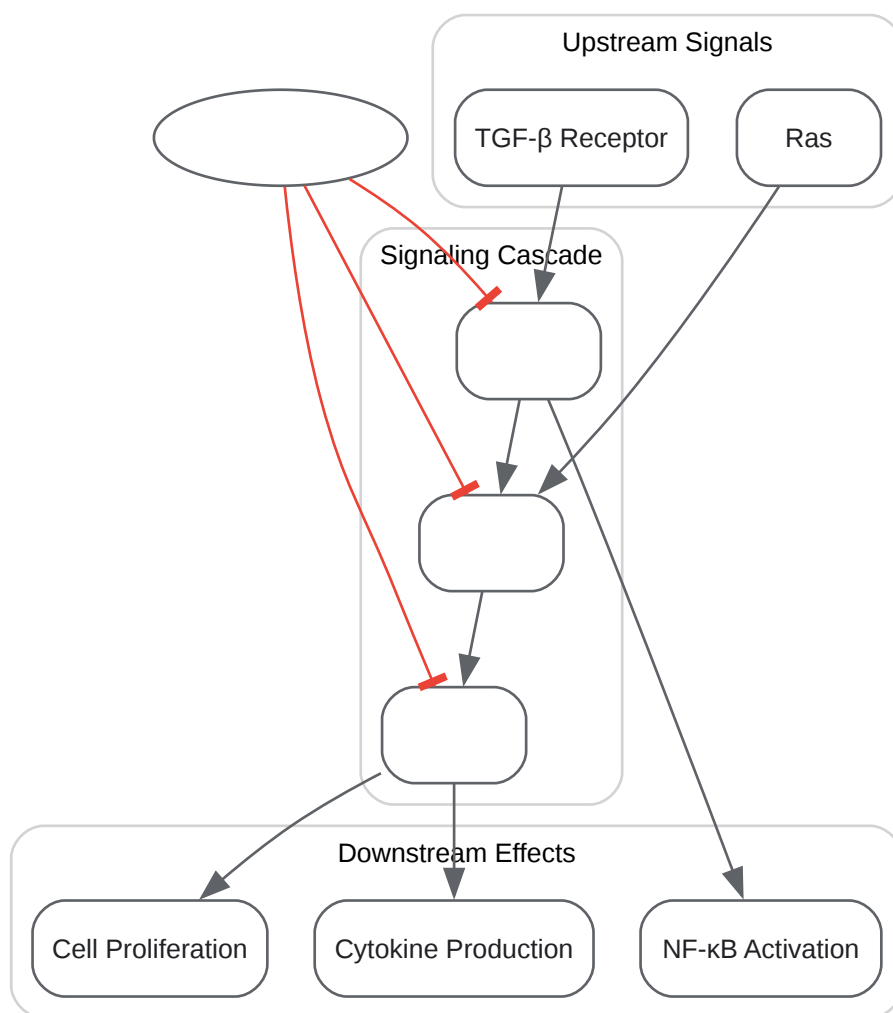 Upstream Signals
TGF-β Receptor
Ras
Signaling Cascade
Downstream Effects
Cell Proliferation
Cytokine Production
NF-κB Activation